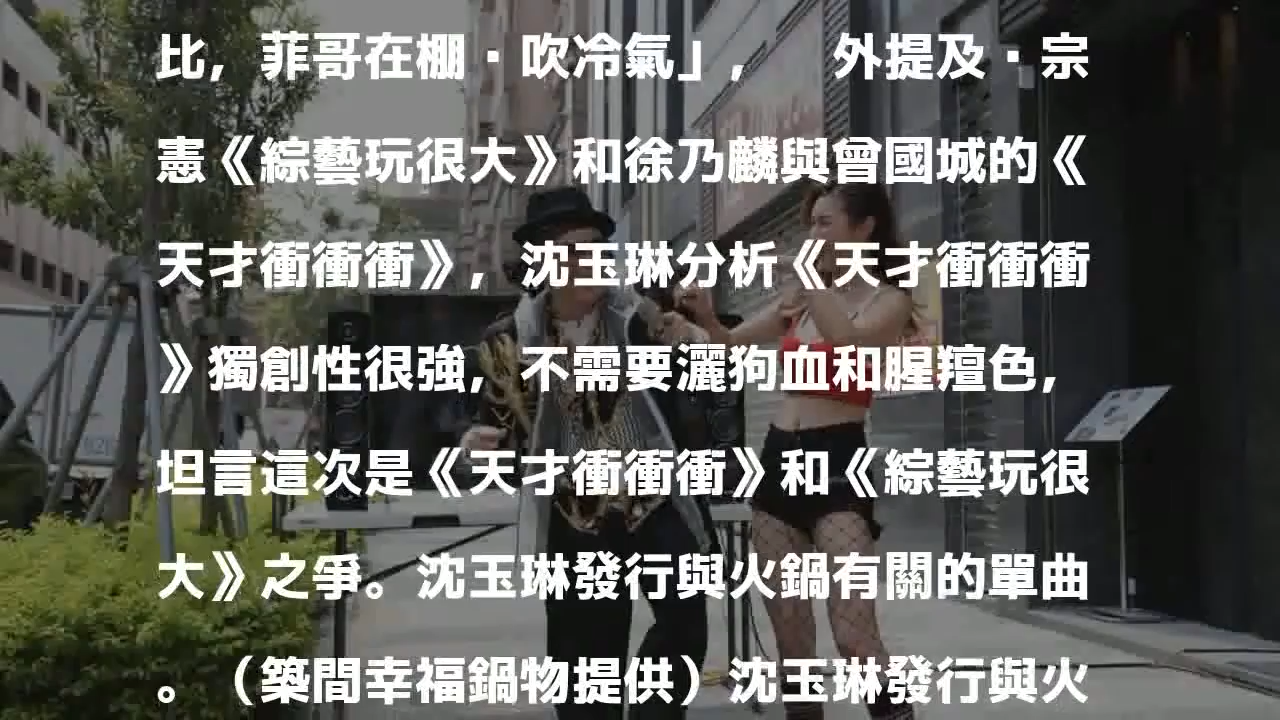 比，菲哥在棚·吹冷氣」，　外提及·宗
憲《綜藝玩很大》和徐乃麟與曾國城的《
天才衝衝衝》，沈玉琳分析《天才衝衝衝
》獨創性很強，不需要灑狗血和腥羶色，
坦言這次是《天才衝衝衝》和《綜藝玩很
大》之爭。沈玉琳發行與火鍋有關的單曲
。（築間幸福鍋物提供）沈玉琳發行與火